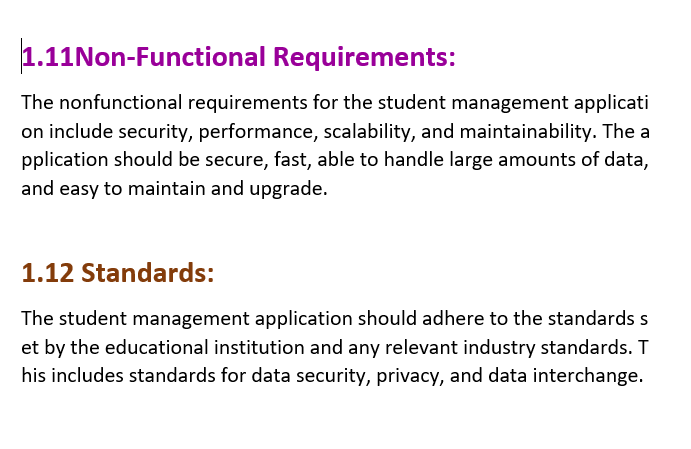 1.11Non-Functional Requirements:
The nonfunctional requirements for the student management applicati
on include security, performance, scalability, and maintainability. The a
pplication should be secure, fast, able to handle large amounts of data,
and easy to maintain and upgrade.
1.12 Standards:
The student management application should adhere to the standards s
et by the educational institution and any relevant industry standards. T
his includes standards for data security, privacy, and data interchange.